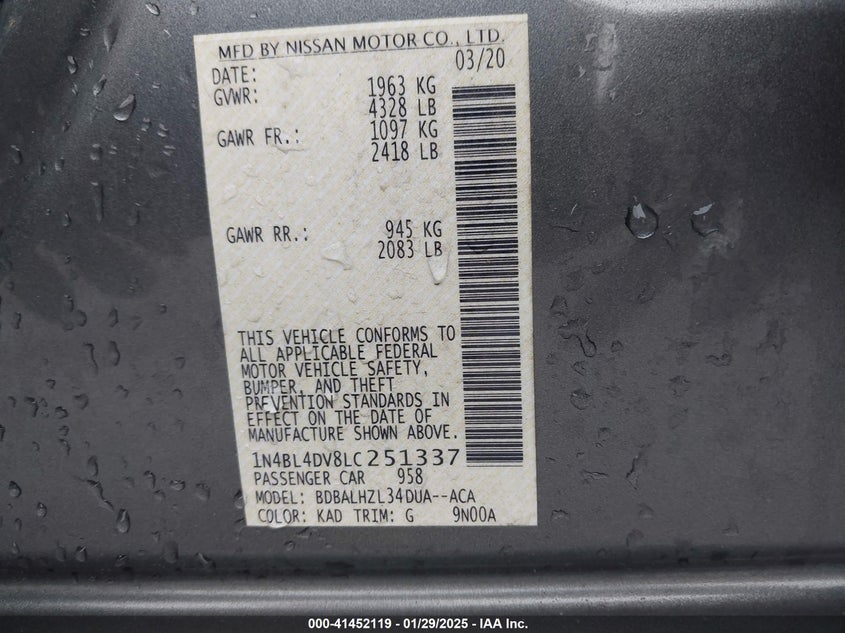 MFD BY NISSAN MOTOR CO., LTD.
DATE: 03/20
GVWR: 1963 KG
4328 LB
GAWR FR.: 1097 KG
2418 LB
GAWR RR.: 945 KG
2083 LB
THIS VEHICLE CONFORMS TO
ALL APPLICABLE FEDERAL
MOTOR VEHICLE SAFETY,
BUMPER, AND THEFT
PREVENTION STANDARDS IN
EFFECT ON THE DATE OF
MANUFACTURE SHOWN ABOVE.
1N4BL4DV8LC251337
PASSENGER CAR 958
MODEL: BDBALHZL34DUA--ACA
COLOR: KAD TRIM: G 9N00A
000-41452119 | 01/29/2025 | IAA Inc.